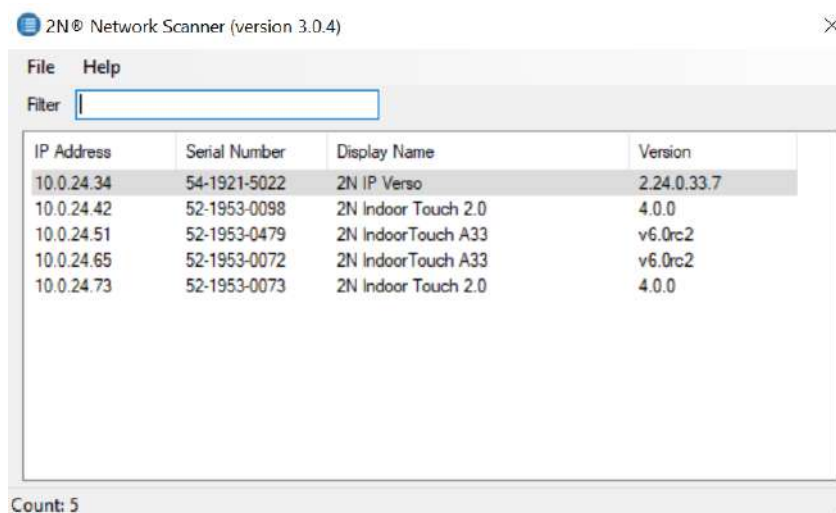 2N® Network Scanner (version 3.0.4)
File Help
Filter
IP Address Serial Number Display Name Version
10.0.24.34 54-1921-5022 2N IP Verso 2.24.0.33.7
10.0.24.42 52-1953-0098 2N Indoor Touch 2.0 4.0.0
10.0.24.51 52-1953-0479 2N IndoorTouch A33 v6.0rc2
10.0.24.65 52-1953-0072 2N IndoorTouch A33 v6.0rc2
10.0.24.73 52-1953-0073 2N Indoor Touch 2.0 4.0.0
Count: 5